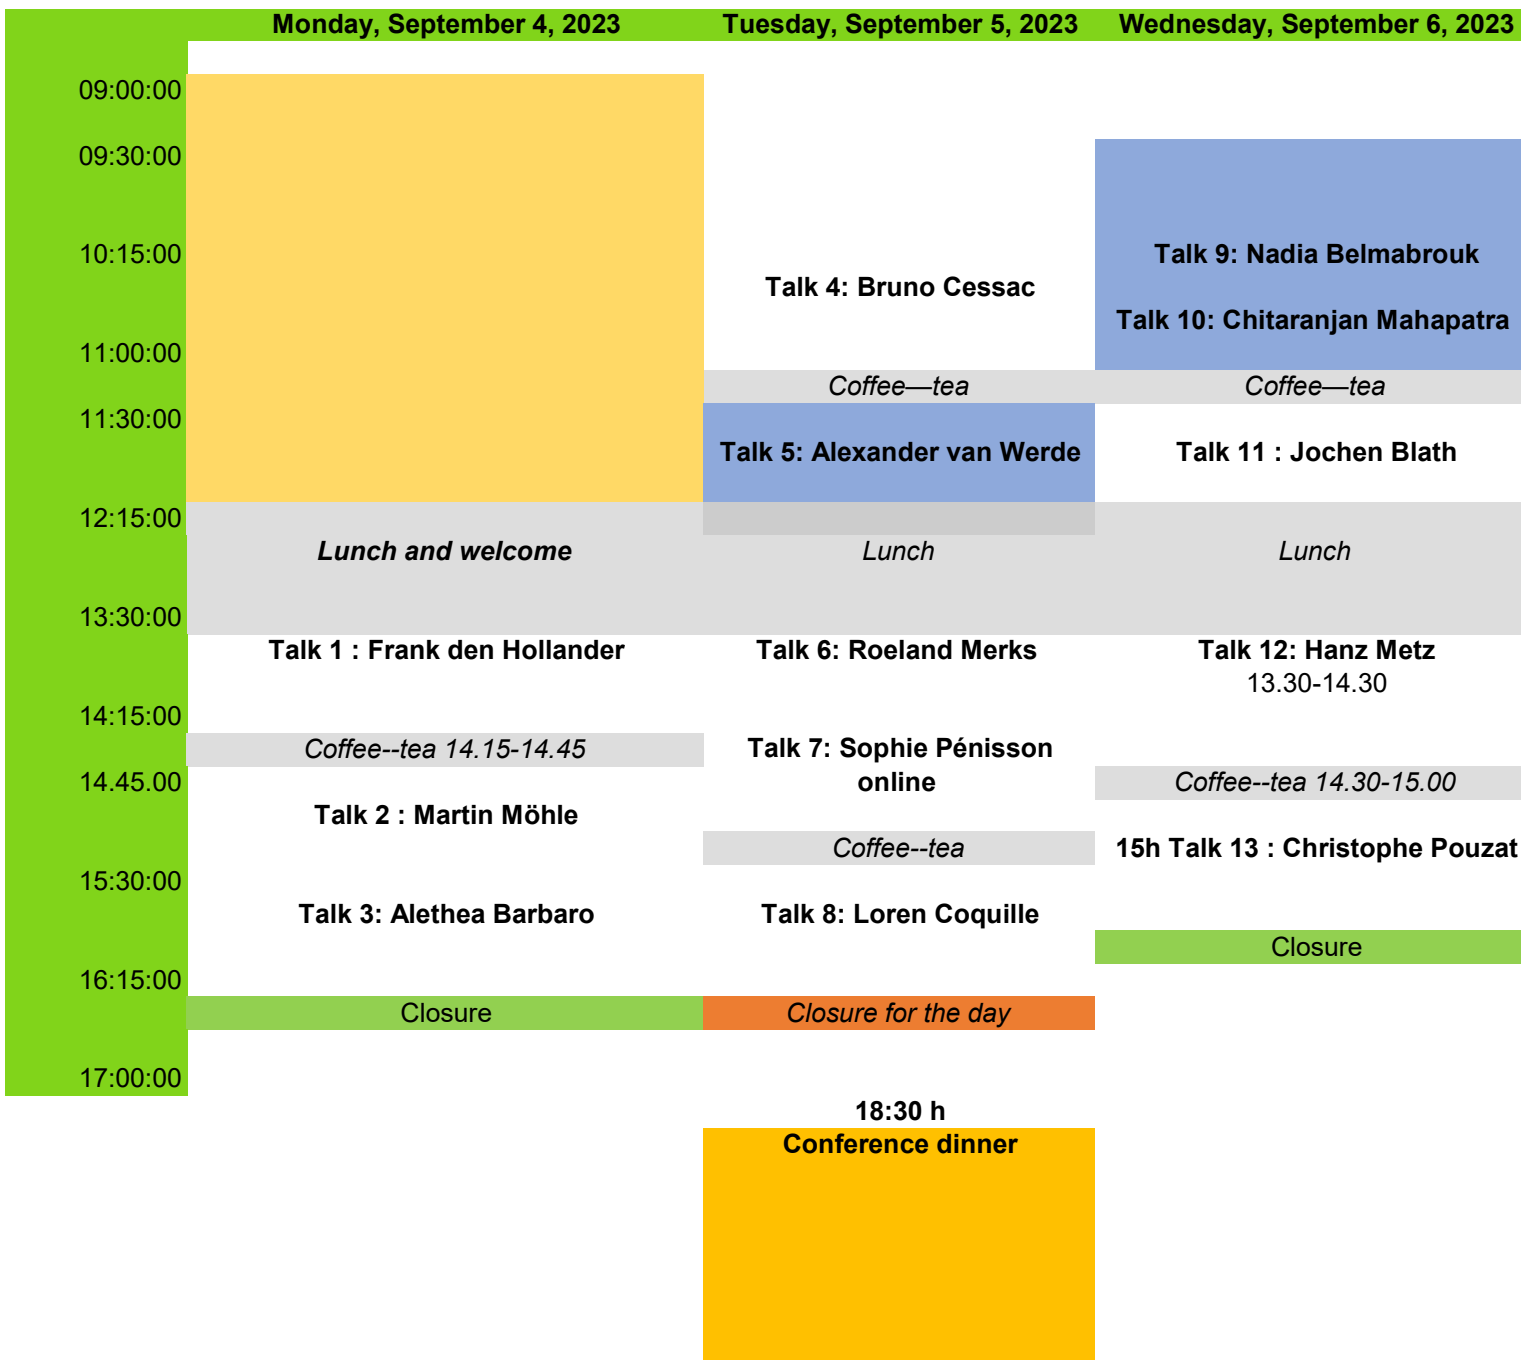 Monday, September 4, 2023 Tuesday, September 5, 2023 Wednesday, September 6, 2023
09:00:00
09:30:00
10:15:00 Talk 9: Nadia Belmabrouk
Talk 4: Bruno Cessac
Talk 10: Chitaranjan Mahapatra
11:00:00
Coffee—tea Coffee—tea
11:30:00
Talk 5: Alexander van Werde Talk 11 : Jochen Blath
12:15:00
Lunch and welcome Lunch Lunch
13:30:00
Talk 1 : Frank den Hollander Talk 6: Roeland Merks Talk 12: Hanz Metz
13.30-14.30
14:15:00
Coffee--tea 14.15-14.45 Talk 7: Sophie Pénisson
14.45.00 online Coffee--tea 14.30-15.00
Talk 2 : Martin Möhle
Coffee--tea 15h Talk 13 : Christophe Pouzat
15:30:00
Talk 3: Alethea Barbaro Talk 8: Loren Coquille
Closure
16:15:00
Closure Closure for the day
17:00:00
18:30 h
Conference dinner